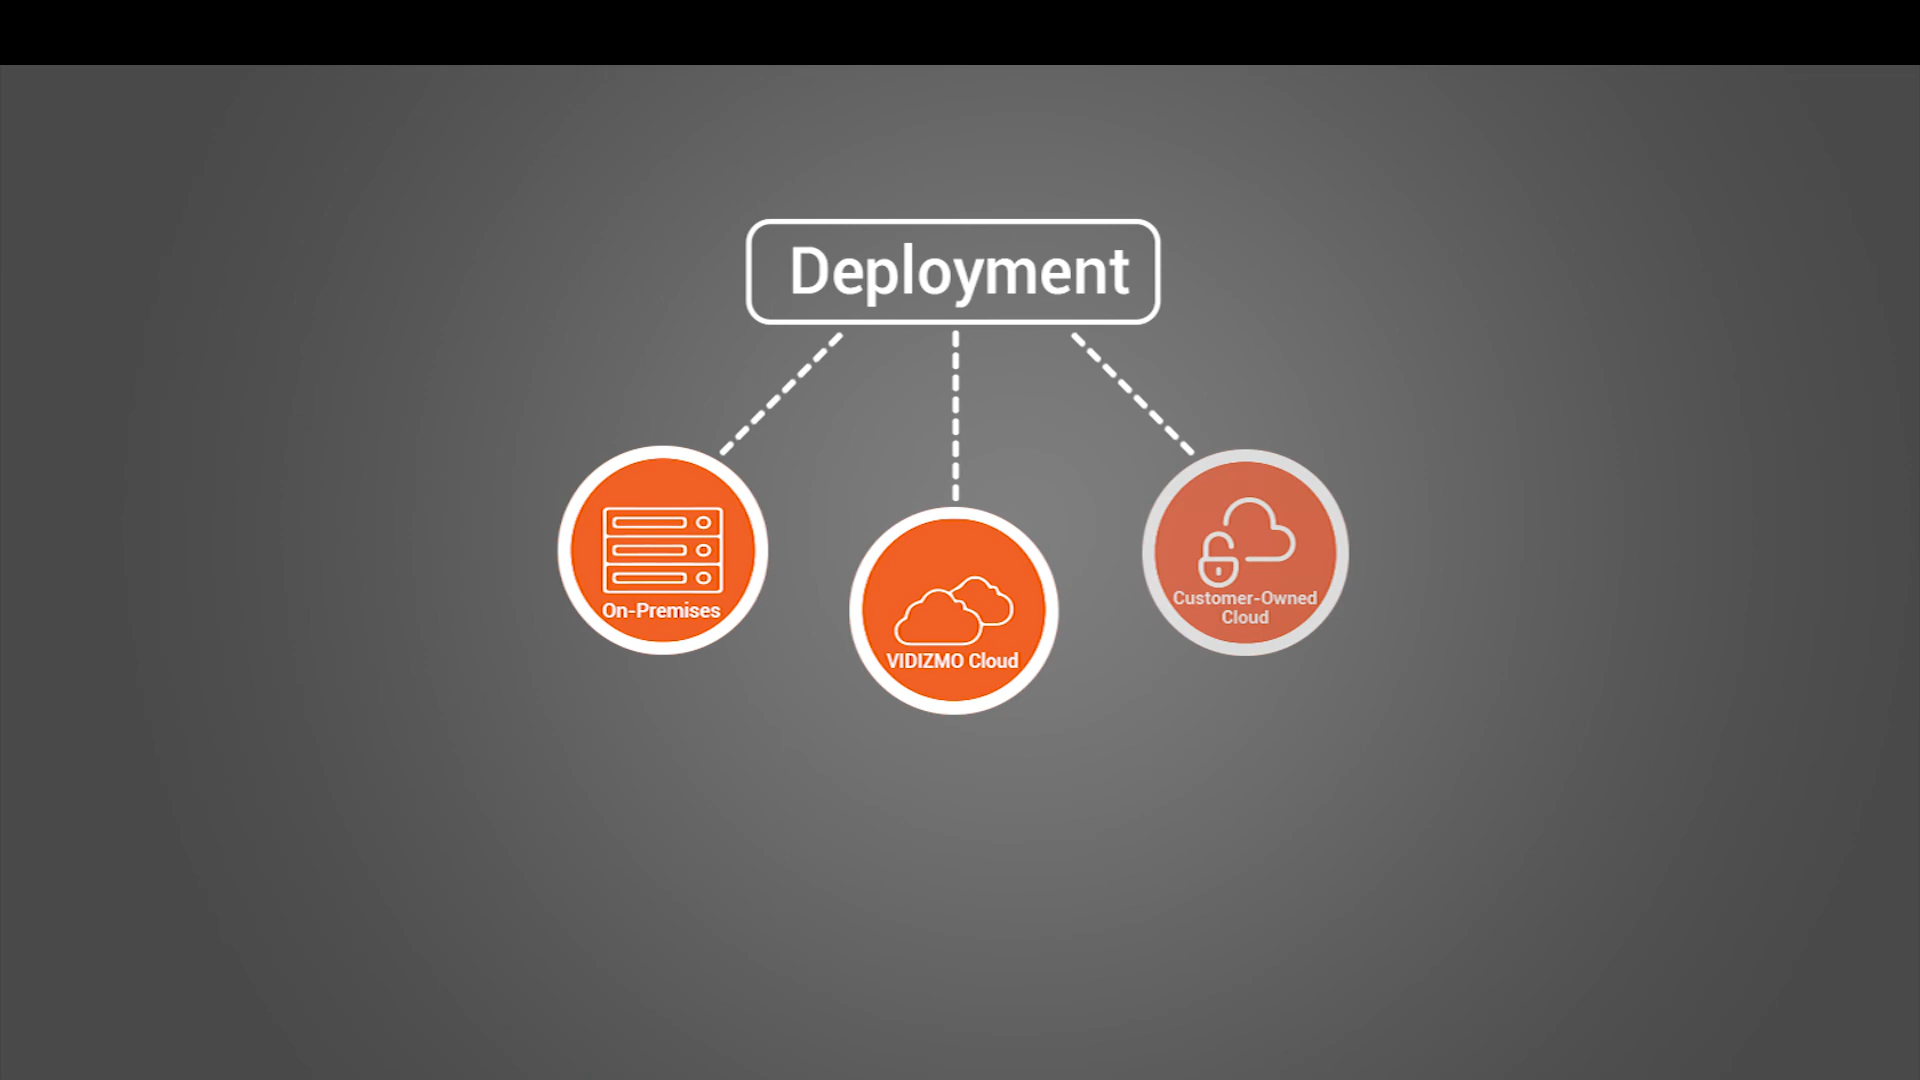 Deployment
On-Premises
VIDIZMO Cloud
Customer-Owned
Cloud